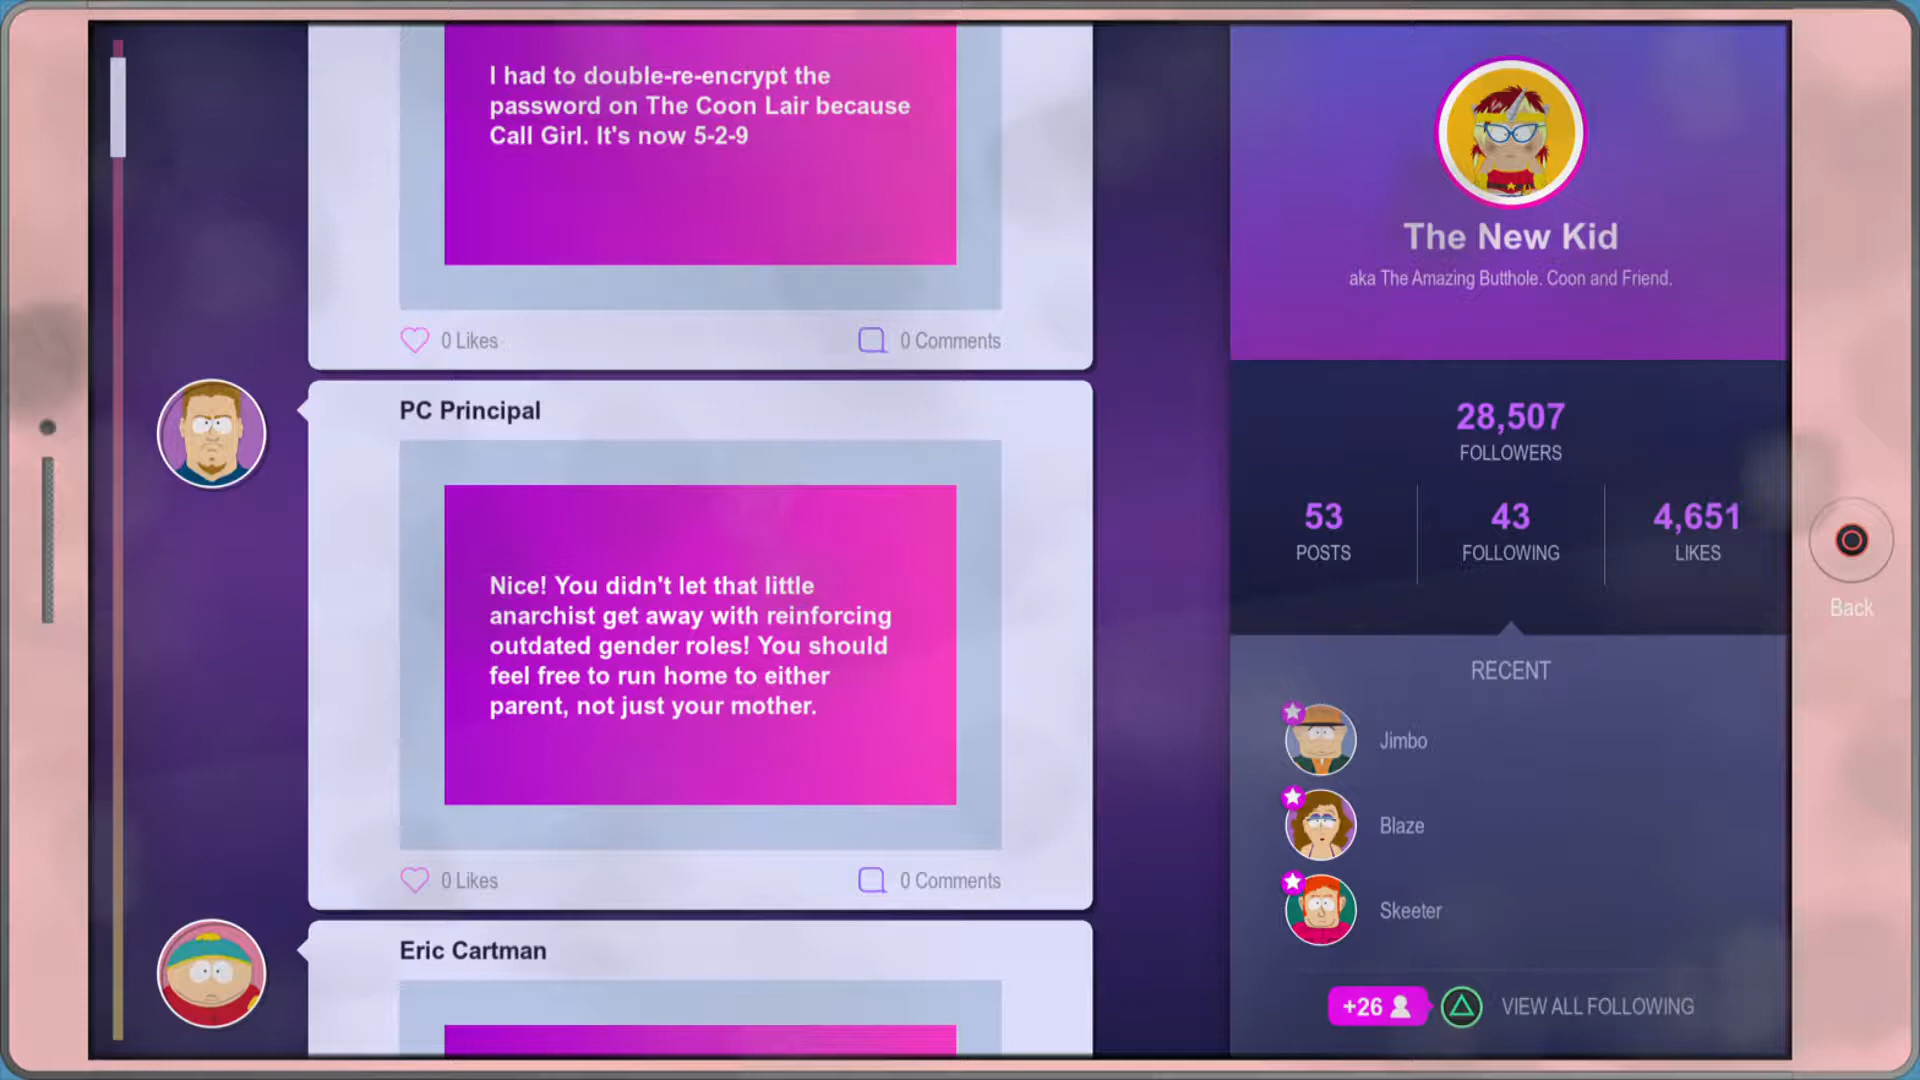 I had to double-re-encrypt the
password on The Coon Lair because
Call Girl. It's now 5-2-9
0 Likes
0 Comments
PC Principal
Nice! You didn't let that little
anarchist get away with reinforcing
outdated gender roles! You should
feel free to run home to either
parent, not just your mother.
0 Likes
0 Comments
Eric Cartman
The New Kid
aka The Amazing Butthole. Coon and Friend.
28,507
FOLLOWERS
53
POSTS
43
FOLLOWING
4,651
LIKES
RECENT
Jimbo
Blaze
Skeeter
+26
VIEW ALL FOLLOWING
Back